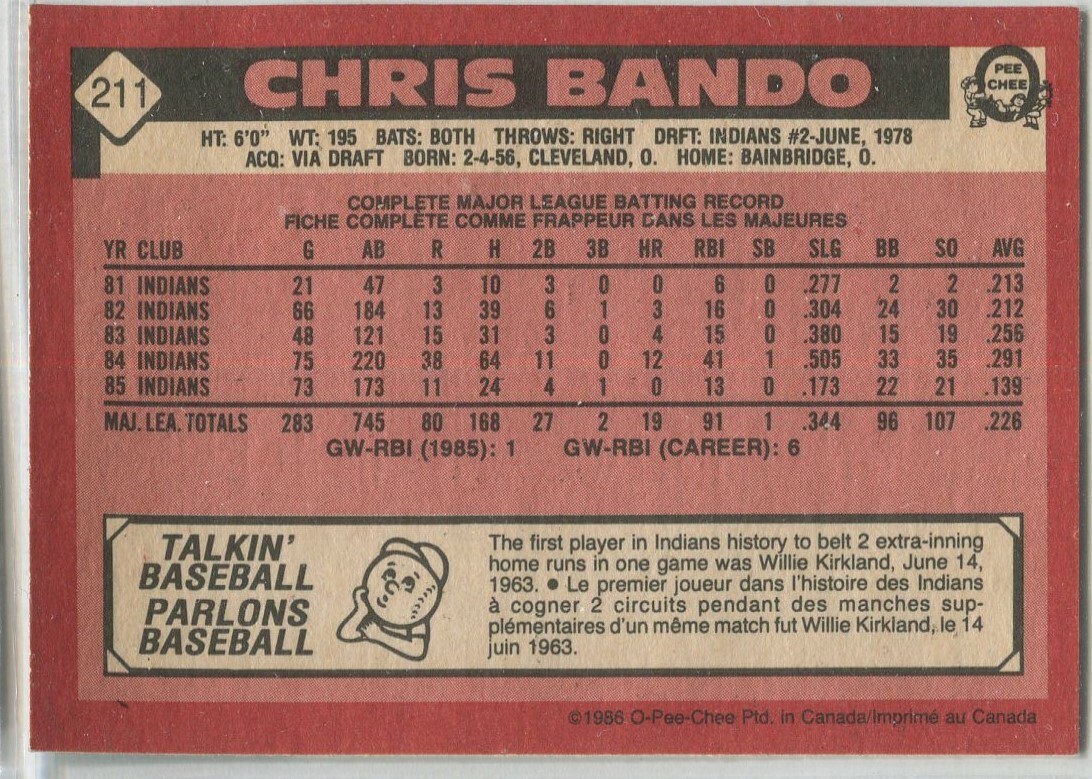 211
CHRIS BANDO
O
PEE
CHEE
HT: 6'0" WT: 195 BATS: BOTH THROWS: RIGHT DRFT: INDIANS #2-JUNE, 1978
ACQ: VIA DRAFT BORN: 2-4-56, CLEVELAND, O. HOME: BAINBRIDGE, O.
COMPLETE MAJOR LEAGUE BATTING RECORD
FICHE COMPLÈTE COMME FRAPPEUR DANS LES MAJEURES
YR CLUB G AB R H 2B 3B HR RBI SB SLG BB SO AVG
81 INDIANS 21 47 3 10 3 0 0 6 0 .277 2 2 .213
82 INDIANS 66 184 13 39 6 1 3 16 0 .304 24 30 .212
83 INDIANS 48 121 15 31 3 0 4 15 0 .380 15 19 .256
84 INDIANS 75 220 38 64 11 0 12 41 1 .505 33 35 .291
85 INDIANS 73 173 11 24 4 1 0 13 0 .173 22 21 .139
MAJ. LEA. TOTALS 283 745 80 168 27 2 19 91 1 .344 96 107 .226
GW-RBI (1985): 1 GW-RBI (CAREER): 6
TALKIN'
BASEBALL
PARLONS
BASEBALL
The first player in Indians history to belt 2 extra-inning
home runs in one game was Willie Kirkland, June 14,
1963. ● Le premier joueur dans l'histoire des Indians
à cogner 2 circuits pendant des manches sup-
plémentaires d'un même match fut Willie Kirkland, le 14
juin 1963.
©1986 O-Pee-Chee Ptd. in Canada/Imprimé au Canada